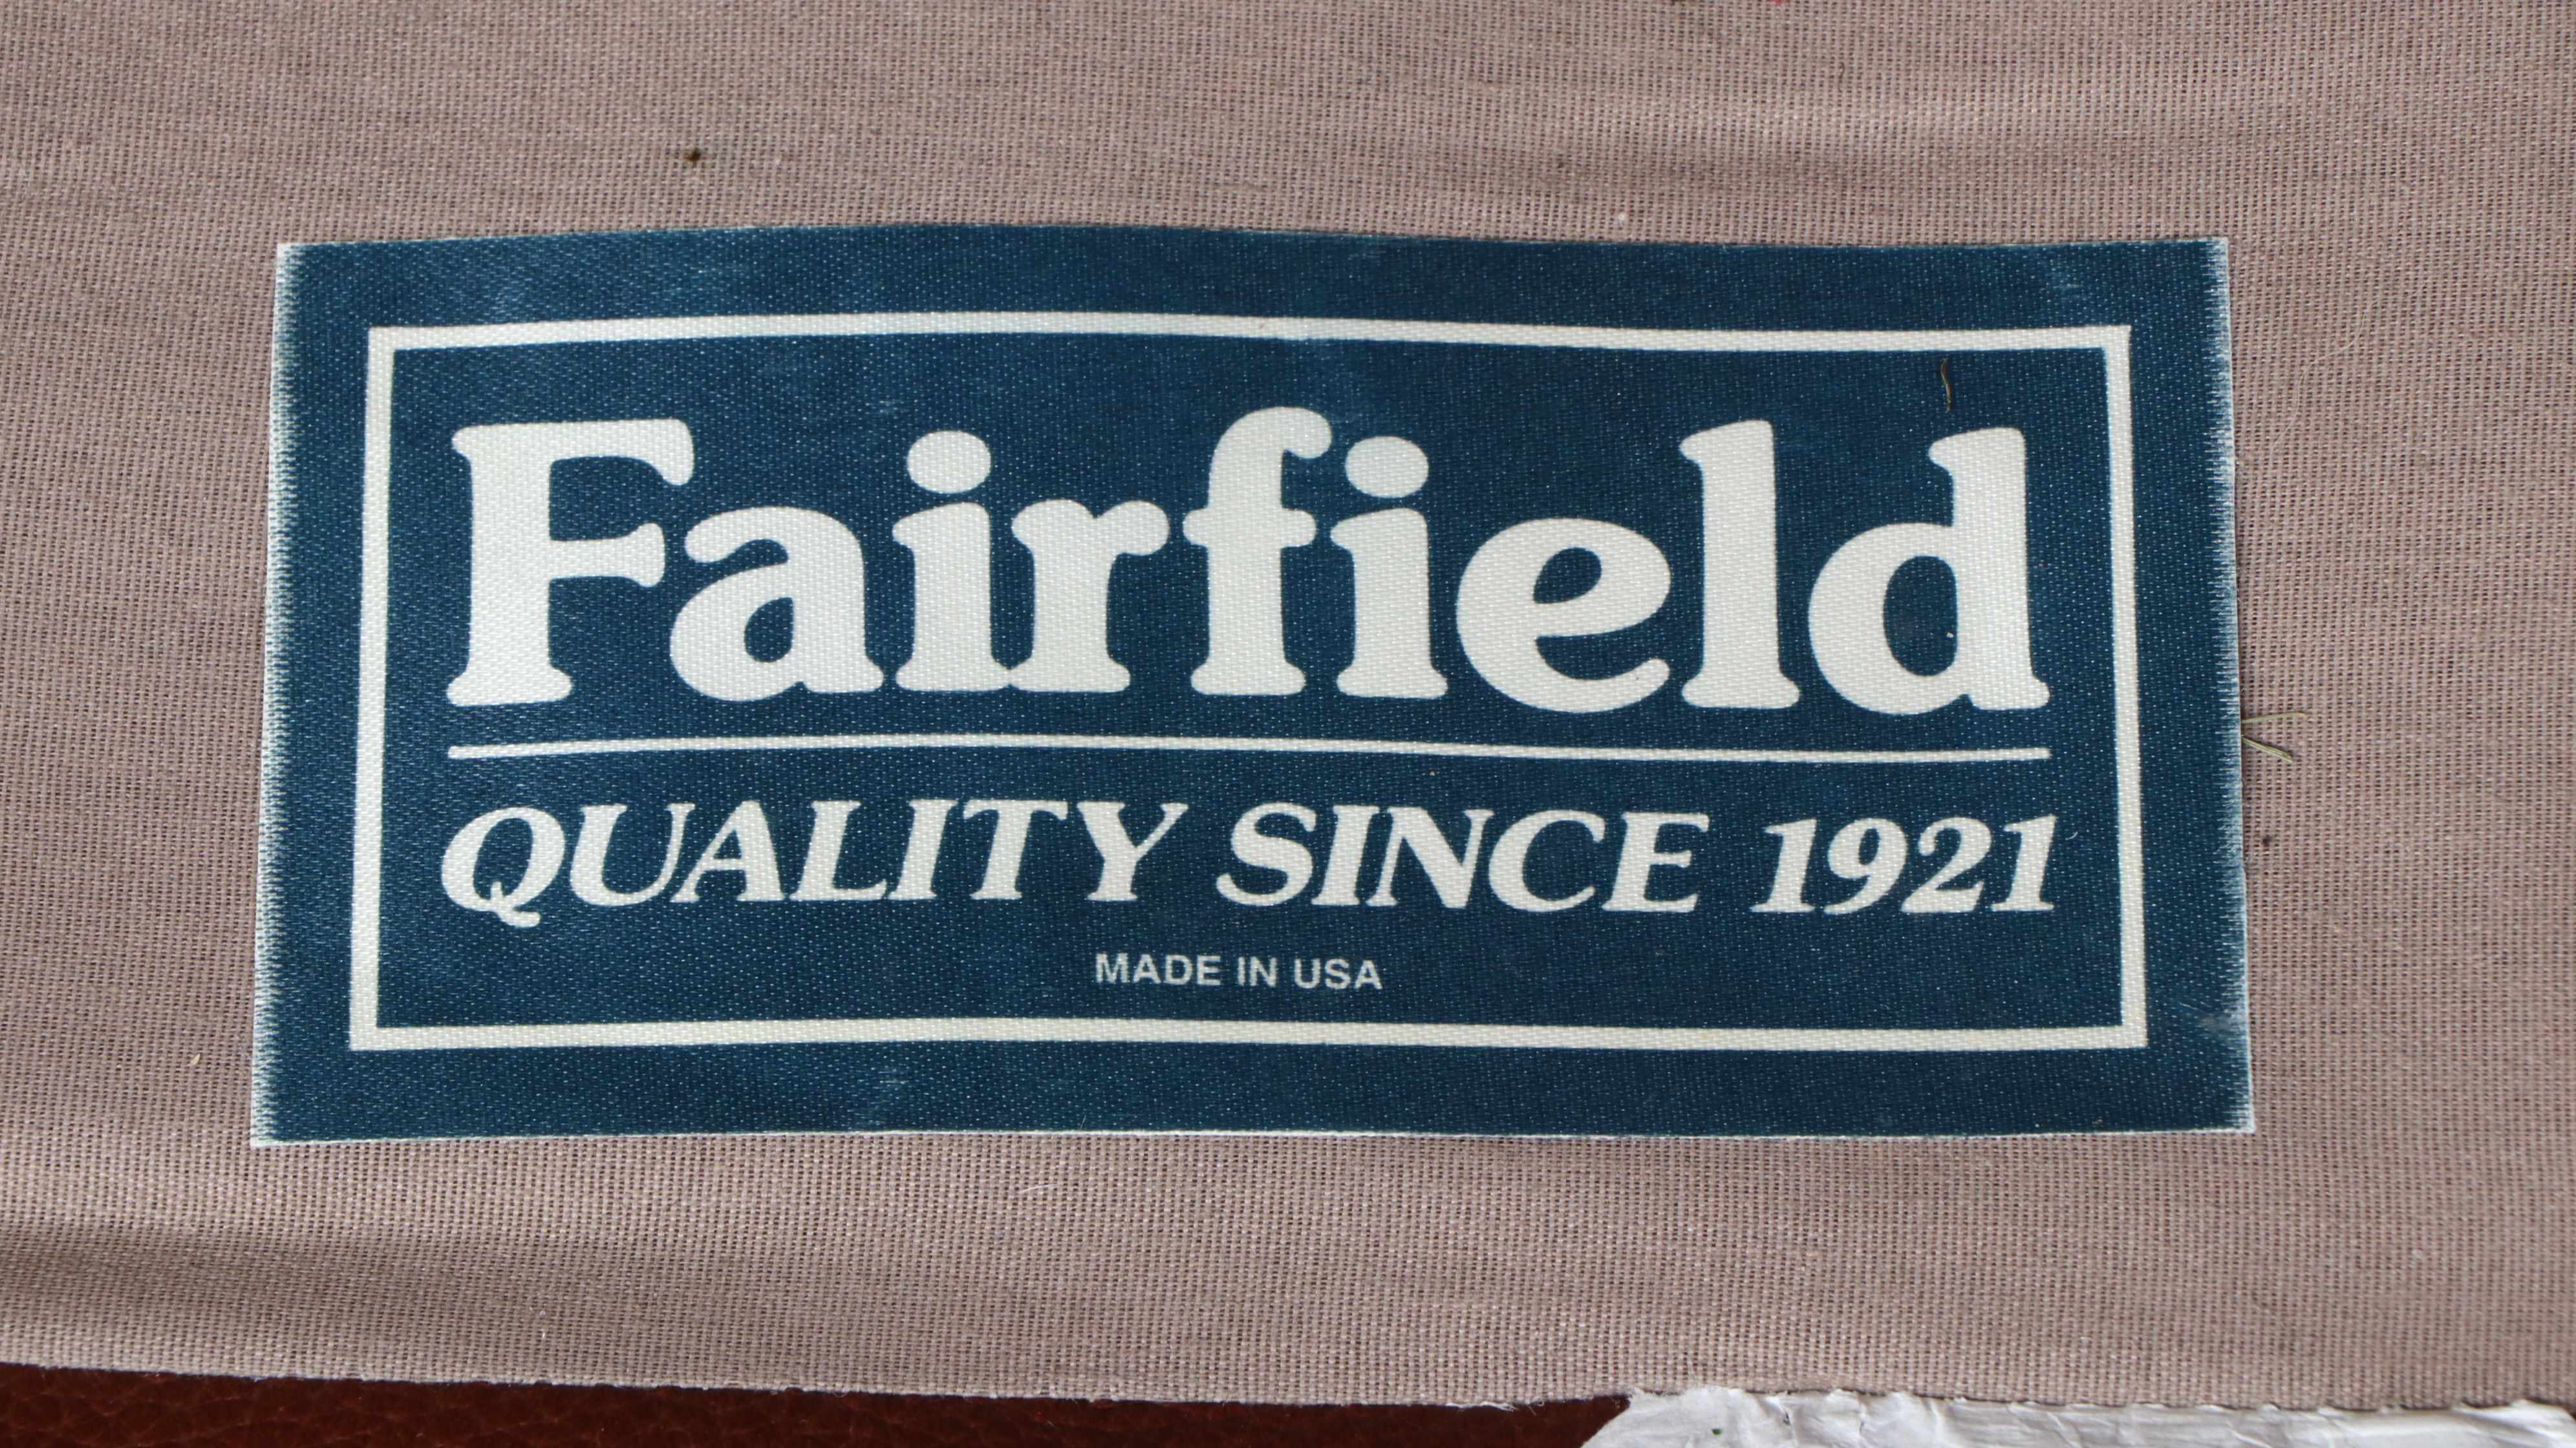 Fairfield
QUALITY SINCE 1921
MADE IN USA